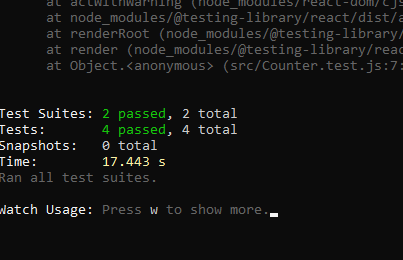 at actWithWarning (node_modules/react-dom/cjs
at node_modules/@testing-library/react/dist/a
at renderRoot (node_modules/@testing-library/
at render (node_modules/@testing-library/reac
at Object.<anonymous> (src/Counter.test.js:7:
Test Suites: 2 passed, 2 total
Tests: 4 passed, 4 total
Snapshots: 0 total
Time: 17.443 s
Ran all test suites.
Watch Usage: Press w to show more.